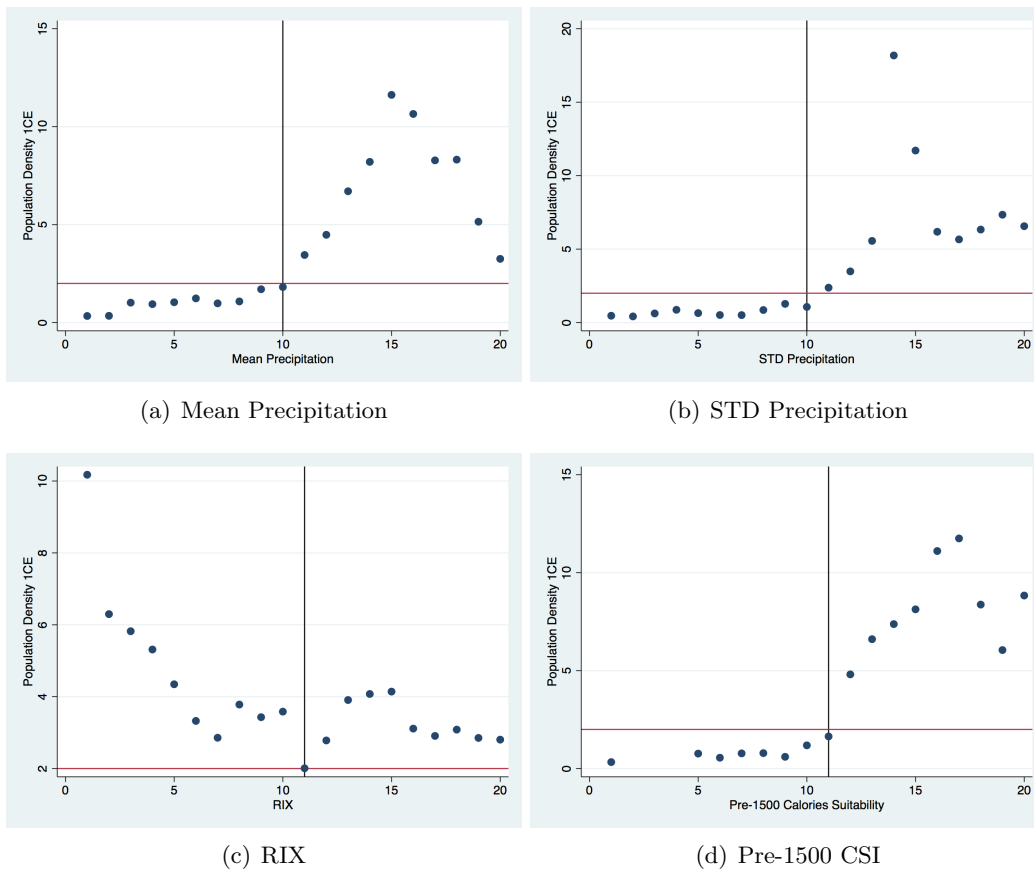 Population Density 1CE
15
10
5
0
0 5 10 15 20
Mean Precipitation
(a) Mean Precipitation
Population Density 1CE
20
15
10
5
0
0 5 10 15 20
STD Precipitation
(b) STD Precipitation
Population Density 1CE
10
8
6
4
2
0 5 10 15 20
RIX
(c) RIX
Population Density 1CE
15
10
5
0
0 5 10 15 20
Pre-1500 Calories Suitability
(d) Pre-1500 CSI